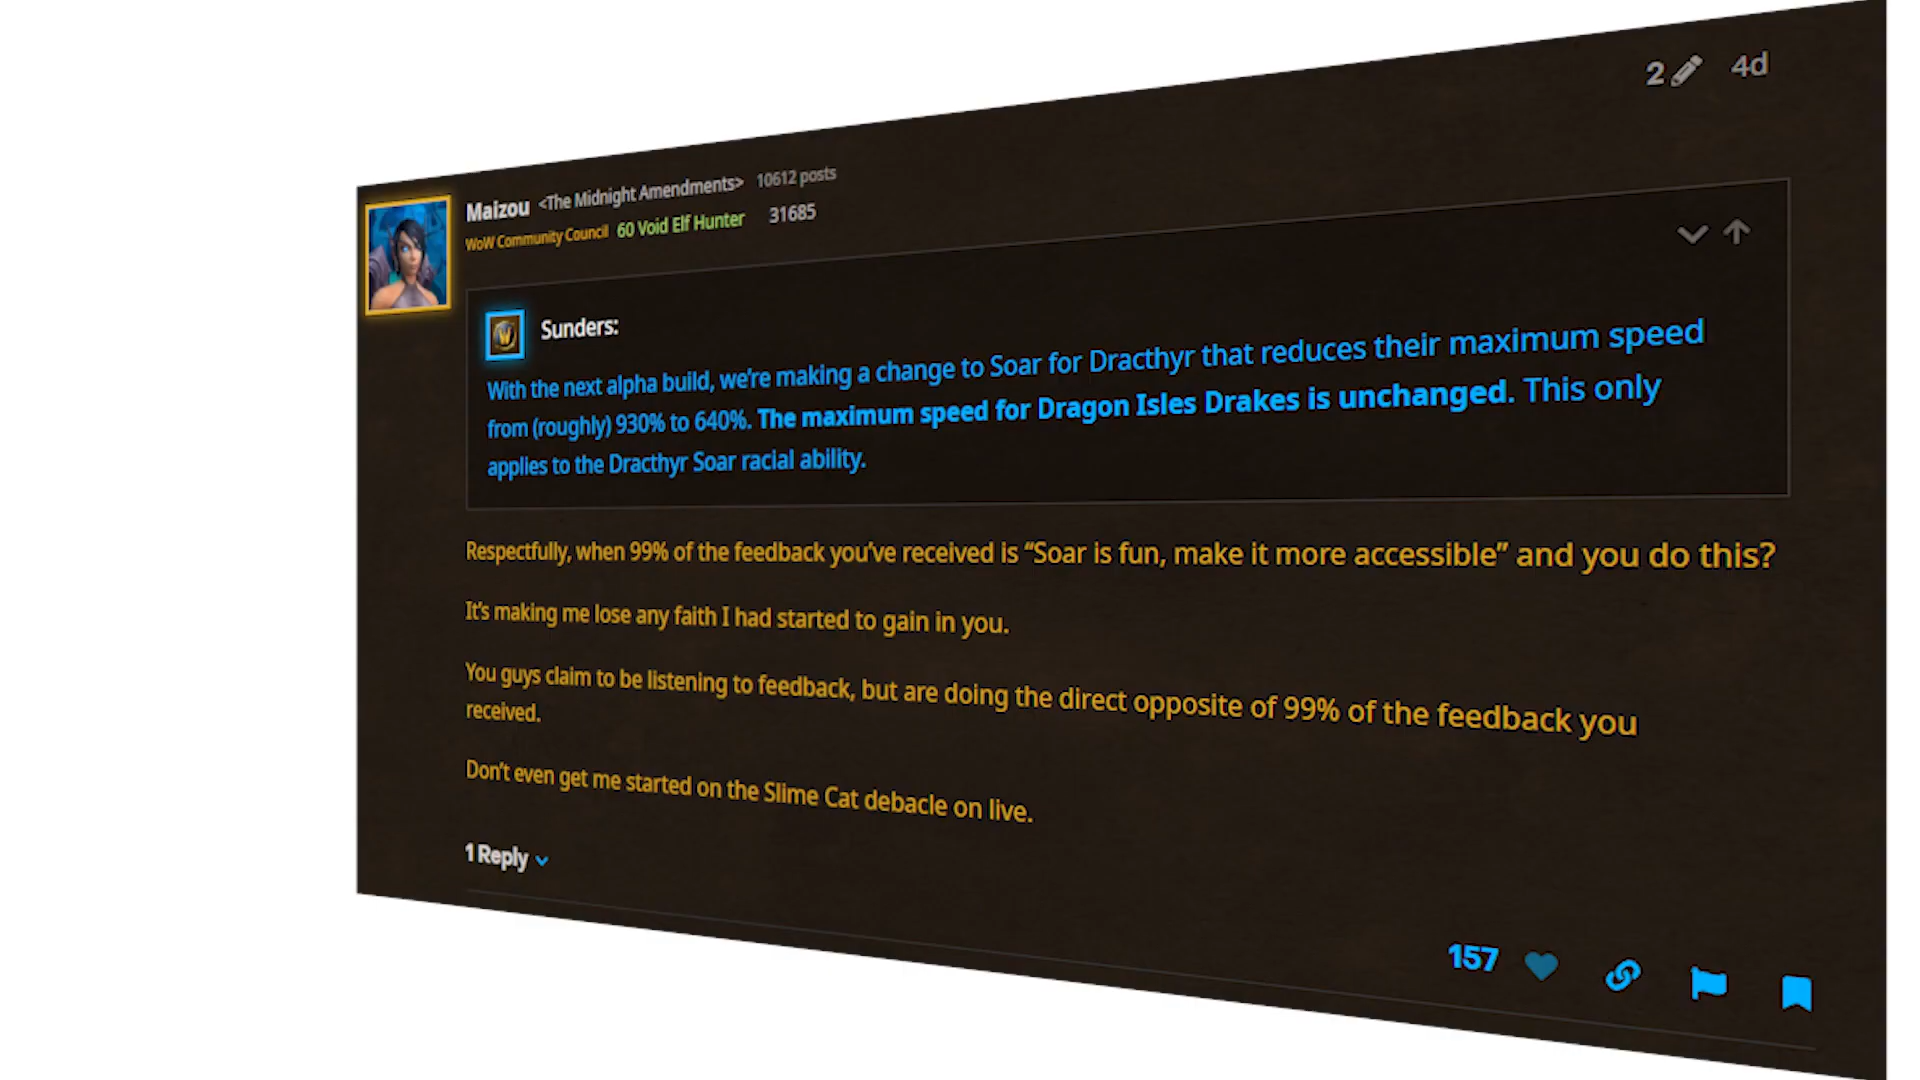 2 4d
Maizou <The Midnight Amendments> 10612 posts
WoW Community Council 60 Void Elf Hunter 31685
Sunders:
With the next alpha build, we’re making a change to Soar for Dracthyr that reduces their maximum speed
from (roughly) 930% to 640%. The maximum speed for Dragon Isles Drakes is unchanged. This only
applies to the Dracthyr Soar racial ability.
Respectfully, when 99% of the feedback you’ve received is “Soar is fun, make it more accessible” and you do this?
It’s making me lose any faith I had started to gain in you.
You guys claim to be listening to feedback, but are doing the direct opposite of 99% of the feedback you
received.
Don’t even get me started on the Slime Cat debacle on live.
1 Reply
157